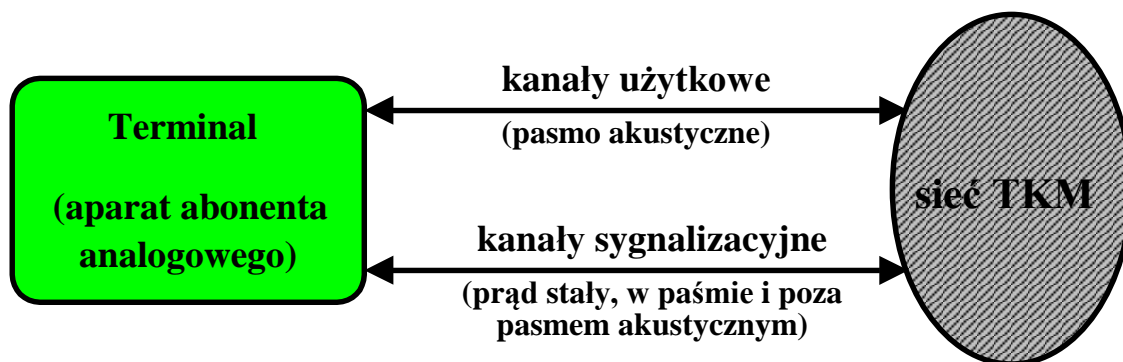 Terminal
(aparat abonenta
analogowego)
kanały użytkowe
(pasmo akustyczne)
kanały sygnalizacyjne
(prąd stały, w paśmie i poza
pasmem akustycznym)
sieć TKM